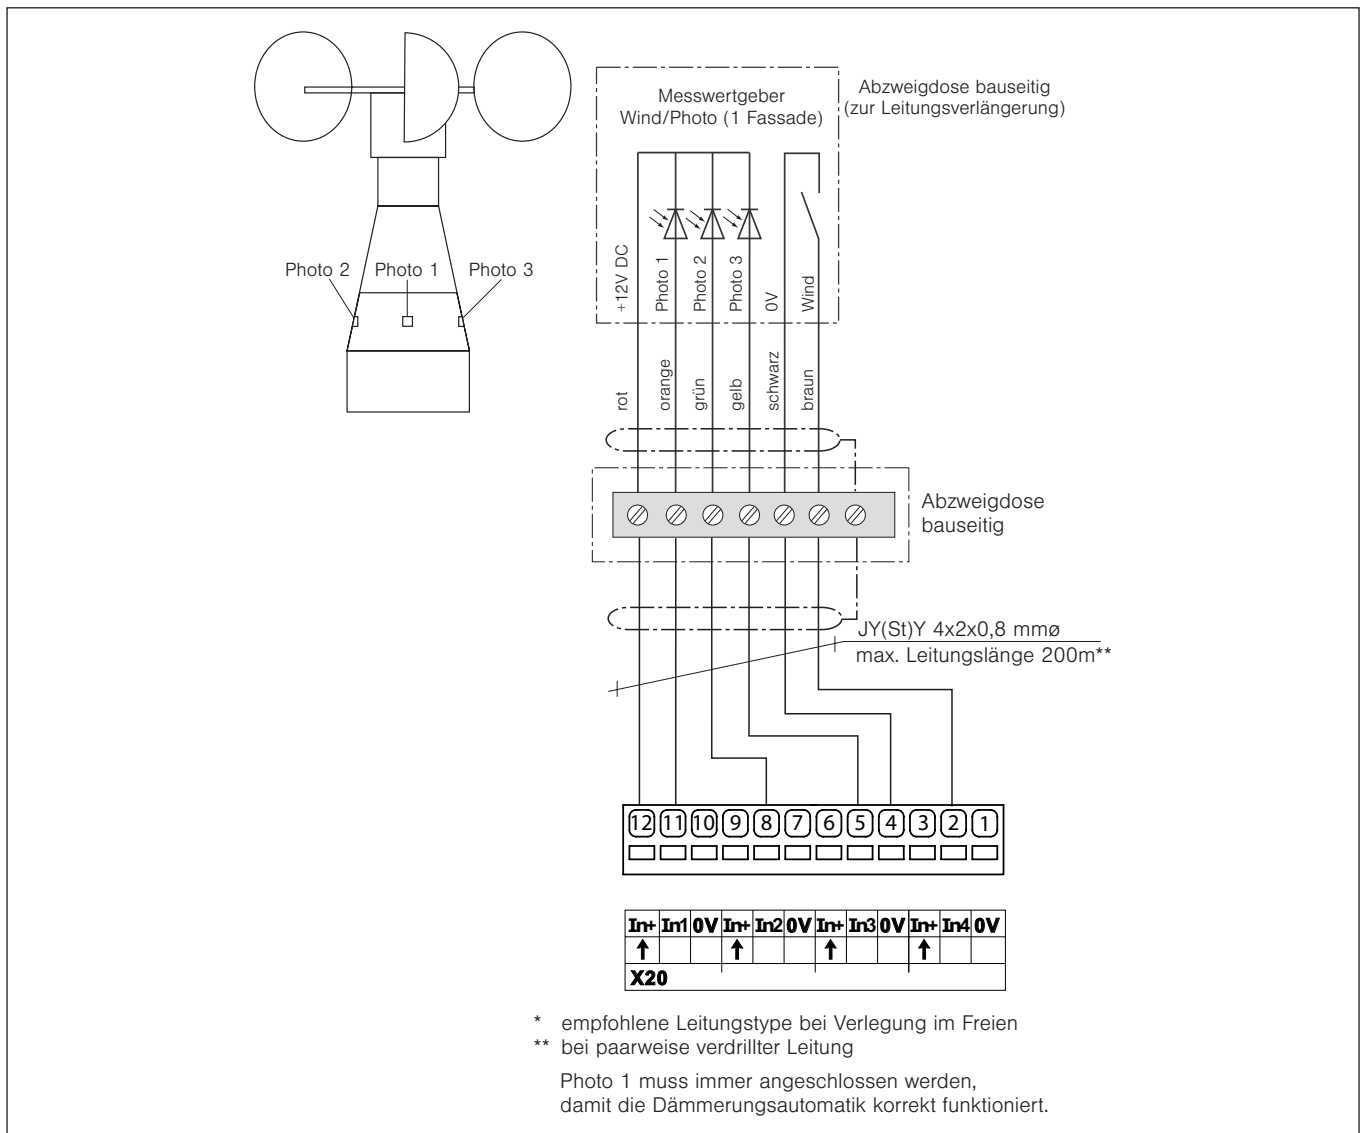 Messwertgeber
Wind/Photo (1 Fassade)
Abzweigdose bauseitig
(zur Leitungsverlängerung)
Photo 2
Photo 1
Photo 3
+12V DC
Photo 1
Photo 2
Photo 3
0V
Wind
rot
orange
grün
gelb
schwarz
braun
Abzweigdose
bauseitig
JY(St)Y 4x2x0,8 mmø
max. Leitungslänge 200m**
12 11 10 9 8 7 6 5 4 3 2 1
In+ In1 0V In+ In2 0V In+ In3 0V In+ In4 0V
X20
* empfohlene Leitungstype bei Verlegung im Freien
** bei paarweise verdrillter Leitung
Photo 1 muss immer angeschlossen werden,
damit die Dämmerungsautomatik korrekt funktioniert.